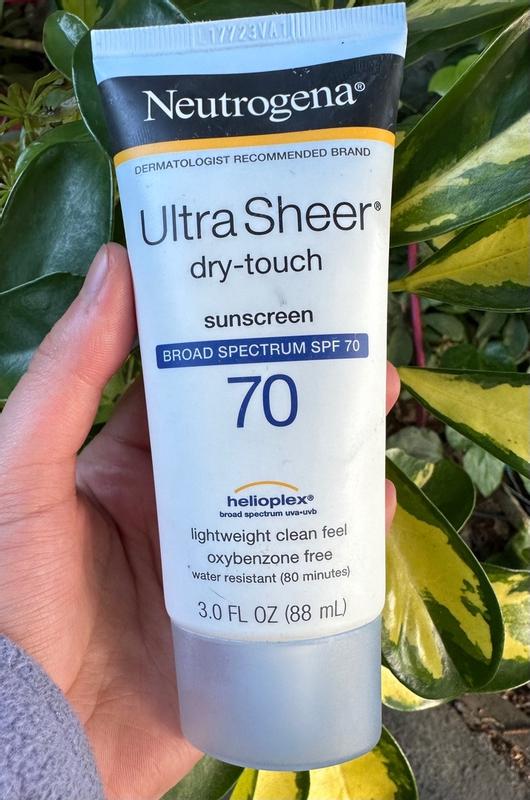 Neutrogena®
DERMATOLOGIST RECOMMENDED BRAND
Ultra Sheer®
dry-touch
sunscreen
BROAD SPECTRUM SPF 70
70
helioplex®
broad spectrum uva•uvb
lightweight clean feel
oxybenzone free
water resistant (80 minutes)
3.0 FL OZ (88 mL)